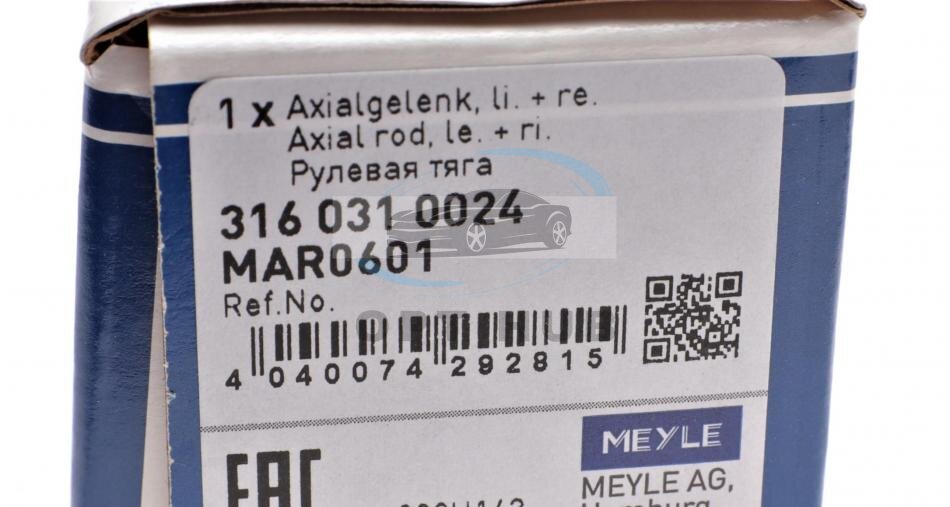 1 x Axialgelenk, li. + re.
Axial rod, le. + ri.
Рулевая тяга
316 031 0024
MAR0601
Ref.No.
4 040074 292815
EAC
MEYLE
MEYLE AG,
Hamburg